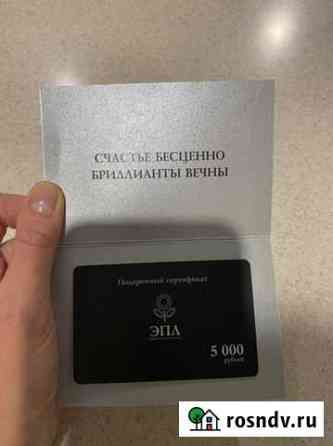 СЧАСТЬЕ БЕСЦЕННО
БРИЛЛИАНТЫ ВЕЧНЫ
Подарочный сертификат
ЭПЛ
5 000
рублей
rosndv.ru